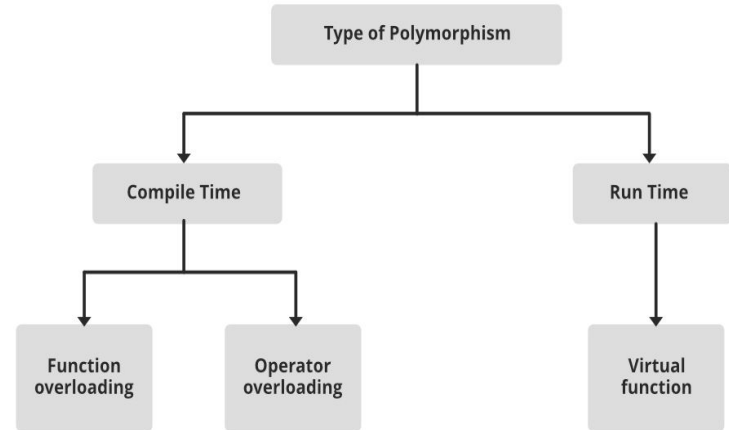 Type of Polymorphism
Compile Time
Run Time
Function
overloading
Operator
overloading
Virtual
function